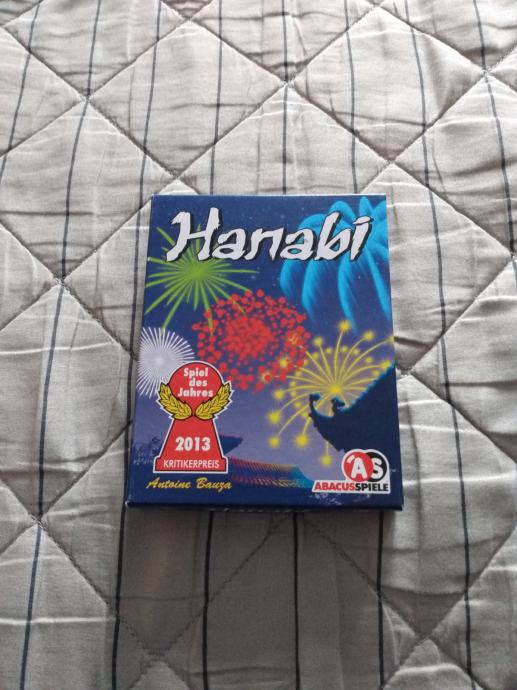 Hanabi
Spiel
des
Jahres
2013
KRITIKERPREIS
Antoine Bauza
AS
ABACUSSPIELE